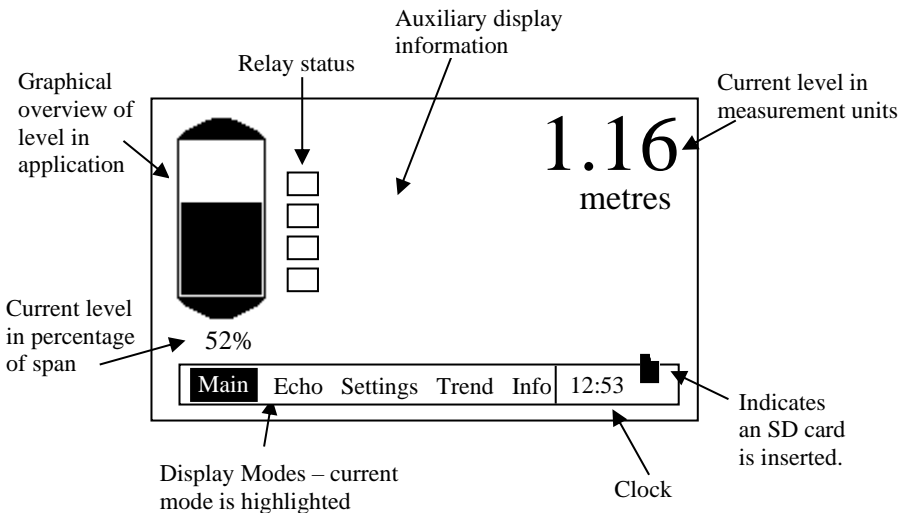 Auxiliary display
information
Relay status
Graphical
overview of
level in
application
Current level in
measurement units
1.16
metres
Current level
in percentage
of span
52%
Main Echo Settings Trend Info 12:53
Indicates
an SD card
is inserted.
Display Modes – current
mode is highlighted
Clock